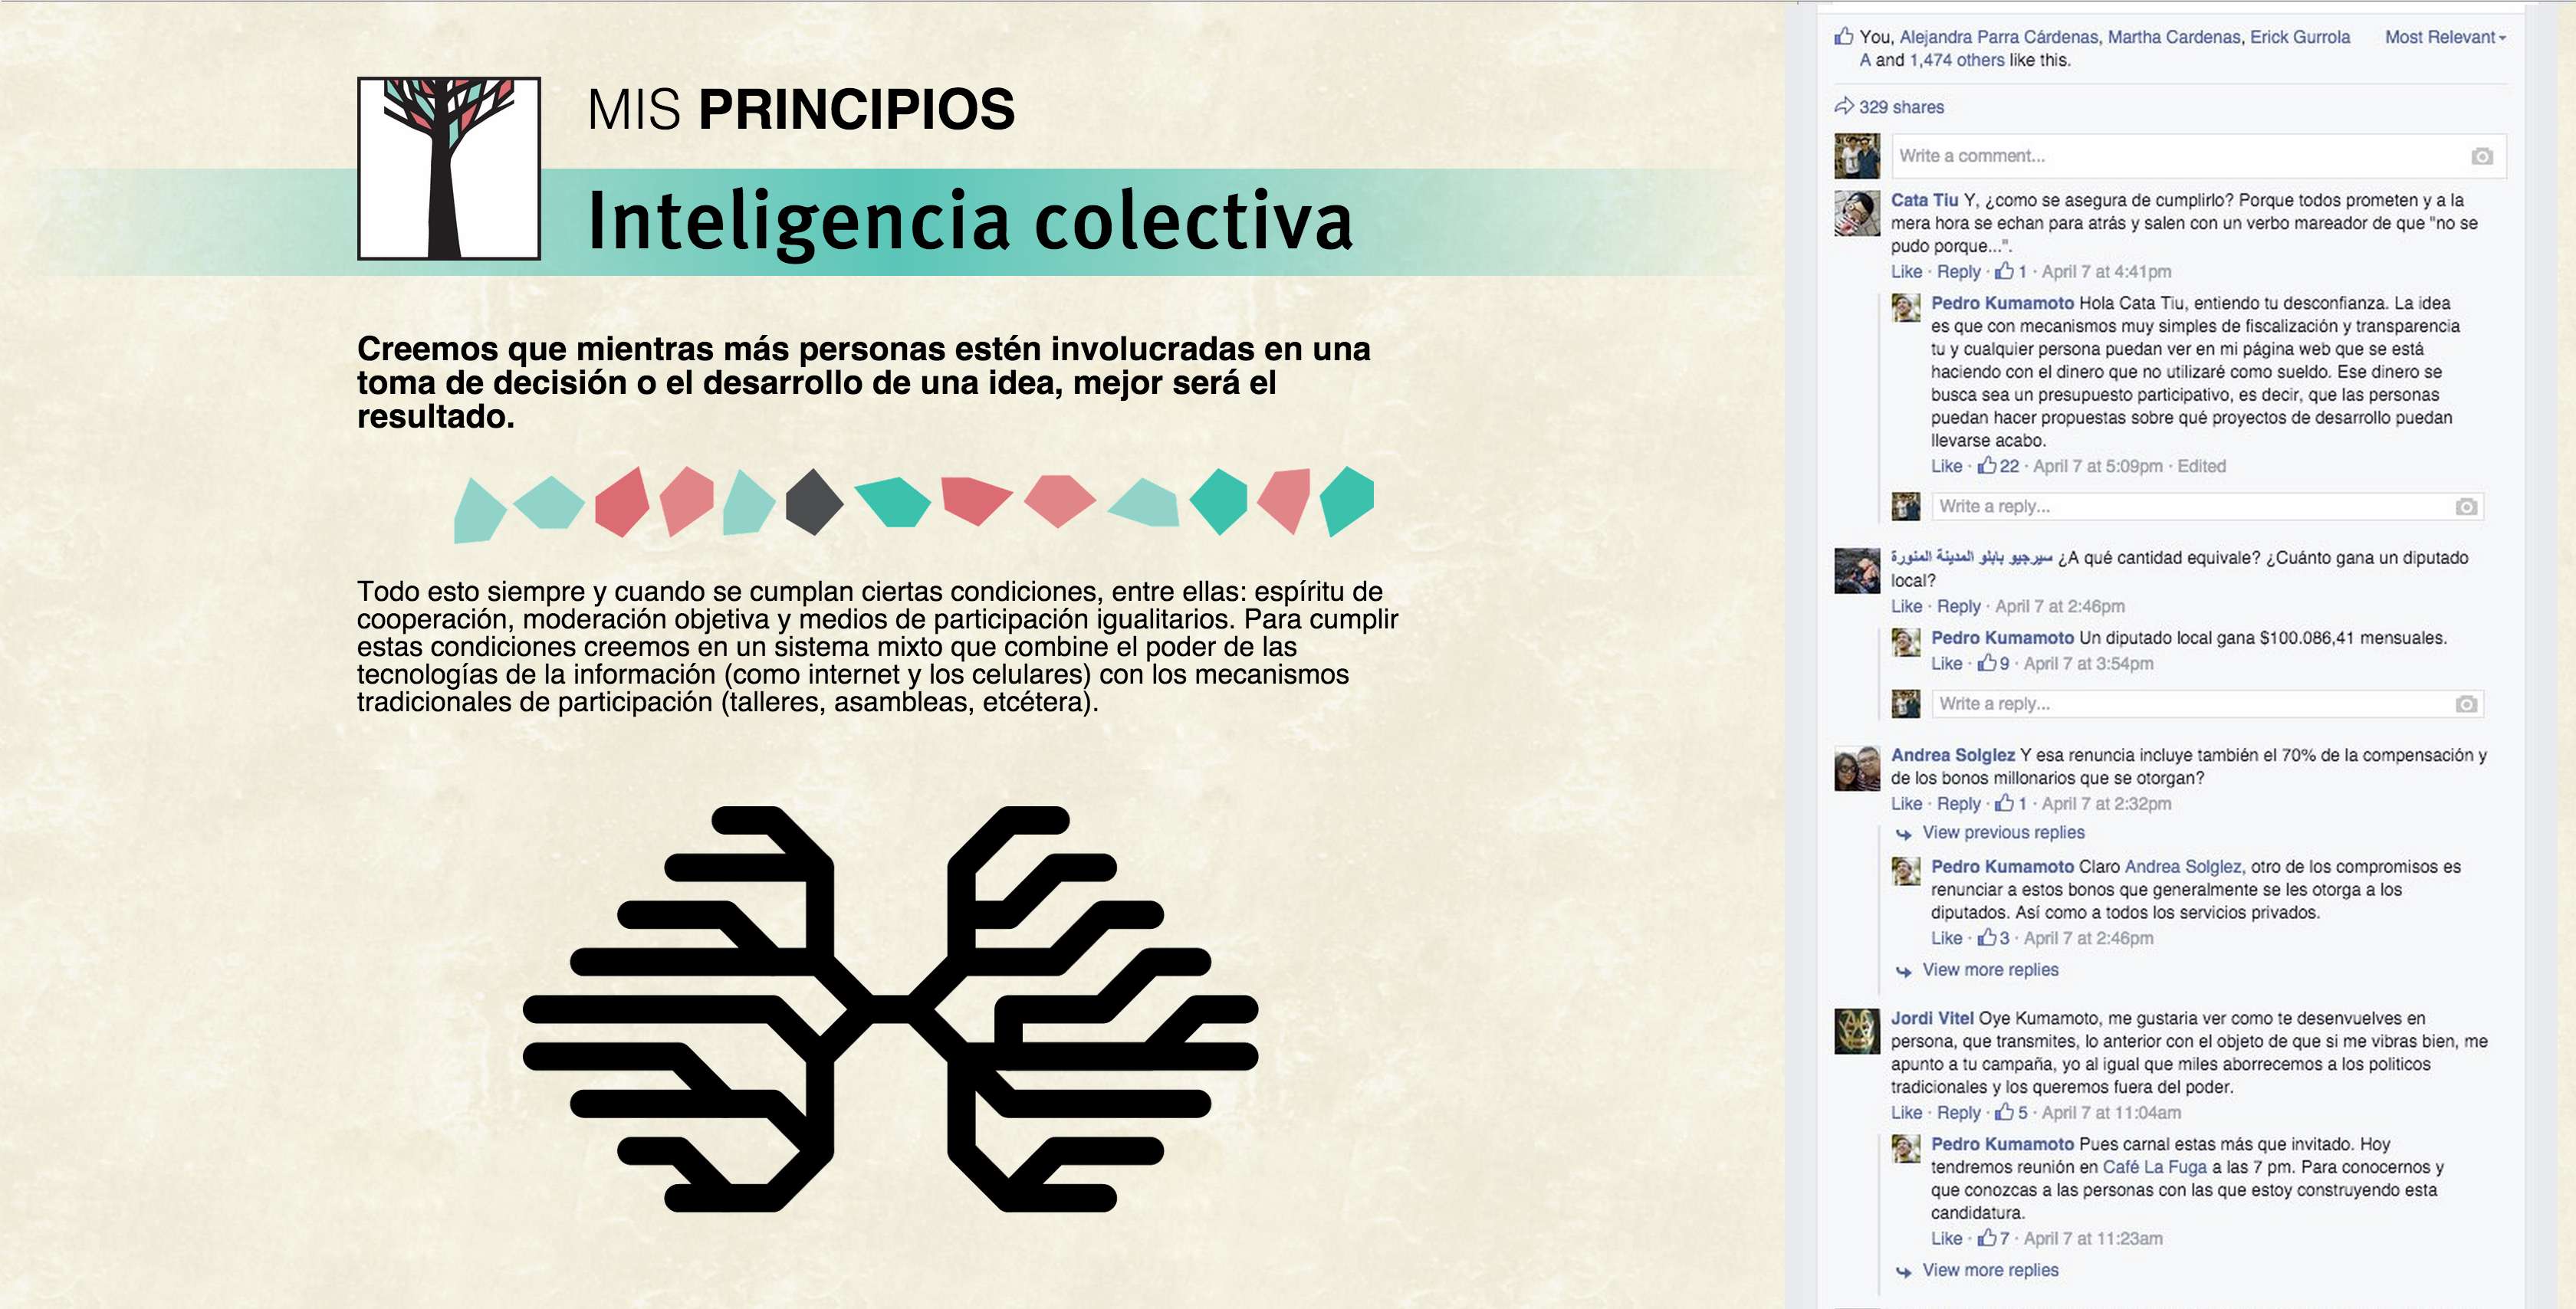 MIS PRINCIPIOS
Inteligencia colectiva
Creemos que mientras más personas estén involucradas en una
toma de decisión o el desarrollo de una idea, mejor será el
resultado.
Todo esto siempre y cuando se cumplan ciertas condiciones, entre ellas: espíritu de
cooperación, moderación objetiva y medios de participación igualitarios. Para cumplir
estas condiciones creemos en un sistema mixto que combine el poder de las
tecnologías de la información (como internet y los celulares) con los mecanismos
tradicionales de participación (talleres, asambleas, etcétera).
You, Alejandra Parra Cárdenas, Martha Cardenas, Erick Gurrola
Most Relevant
A and 1,474 others like this.
329 shares
Write a comment...
Cata Tiu Y, ¿como se asegura de cumplirlo? Porque todos prometen y a la
mera hora se echan para atrás y salen con un verbo mareador de que "no se
pudo porque...".
Like · Reply · 1 · April 7 at 4:41pm
Pedro Kumamoto Hola Cata Tiu, entiendo tu desconfianza. La idea
es que con mecanismos muy simples de fiscalización y transparencia
tu y cualquier persona puedan ver en mi página web que se está
haciendo con el dinero que no utilizaré como sueldo. Ese dinero se
busca sea un presupuesto participativo, es decir, que las personas
puedan hacer propuestas sobre qué proyectos de desarrollo puedan
llevarse acabo.
Like · 22 · April 7 at 5:09pm · Edited
Write a reply...
سيرجيو بابلو المدينة المنورة ¿A qué cantidad equivale? ¿Cuánto gana un diputado
local?
Like · Reply · April 7 at 2:46pm
Pedro Kumamoto Un diputado local gana $100.086,41 mensuales.
Like · 9 · April 7 at 3:54pm
Write a reply...
Andrea Solglez Y esa renuncia incluye también el 70% de la compensación y
de los bonos millonarios que se otorgan?
Like · Reply · 1 · April 7 at 2:32pm
View previous replies
Pedro Kumamoto Claro Andrea Solglez, otro de los compromisos es
renunciar a estos bonos que generalmente se les otorga a los
diputados. Así como a todos los servicios privados.
Like · 3 · April 7 at 2:46pm
View more replies
Jordi Vitel Oye Kumamoto, me gustaria ver como te desenvuelves en
persona, que transmites, lo anterior con el objeto de que si me vibras bien, me
apunto a tu campaña, yo al igual que miles aborrecemos a los politicos
tradicionales y los queremos fuera del poder.
Like · Reply · 5 · April 7 at 11:04am
Pedro Kumamoto Pues carnal estas más que invitado. Hoy
tendremos reunión en Café La Fuga a las 7 pm. Para conocernos y
que conozcas a las personas con las que estoy construyendo esta
candidatura.
Like · 7 · April 7 at 11:23am
View more replies